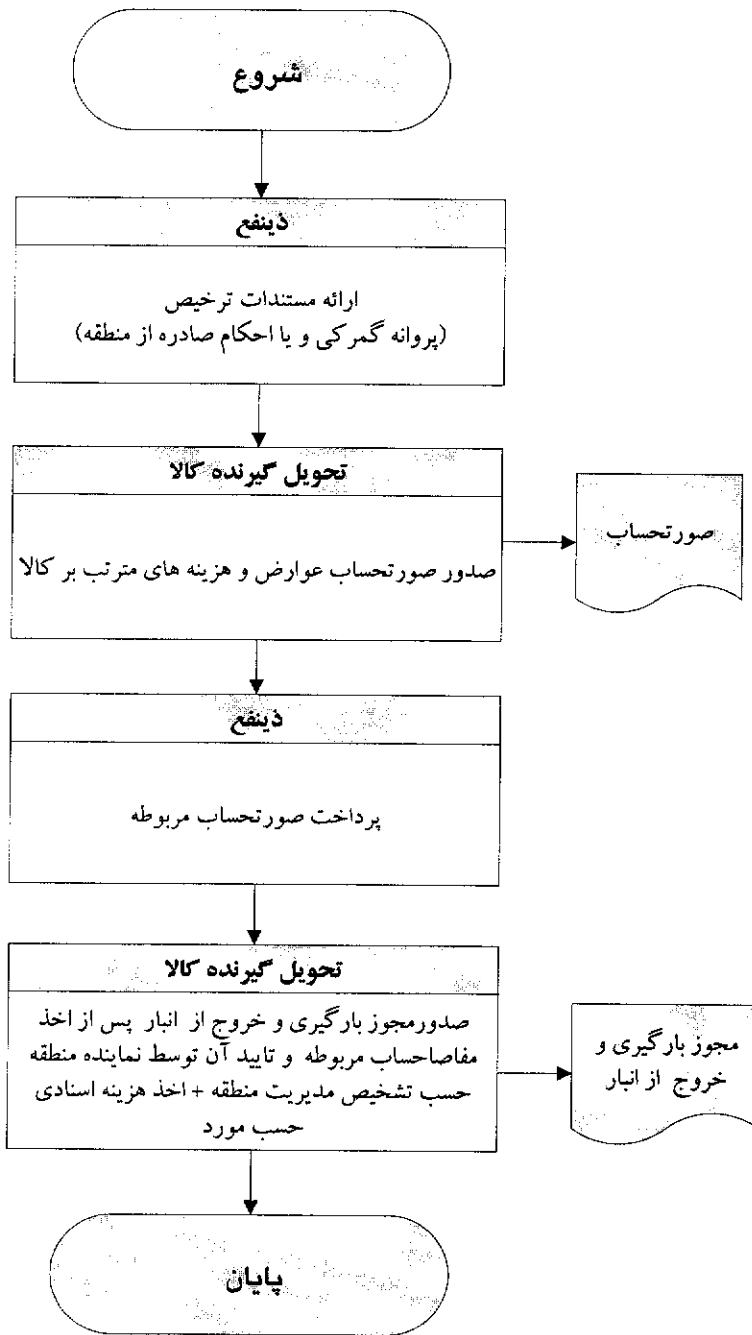 شروع
ذینفع
ارائه مستندات ترخیص
(پروانه گمرکی و یا احکام صادره از منطقه)
تحویل گیرنده کالا
صدور صورتحساب عوارض و هزینه های مترتب بر کالا
صورتحساب
ذینفع
پرداخت صورتحساب مربوطه
تحویل گیرنده کالا
صدورمجوز بارگیری و خروج از انبار پس از اخذ
مفاصاحساب مربوطه و تایید آن توسط نماینده منطقه
حسب تشخیص مدیریت منطقه + اخذ هزینه اسنادی
حسب مورد
مجوز بارگیری و
خروج از انبار
پایان